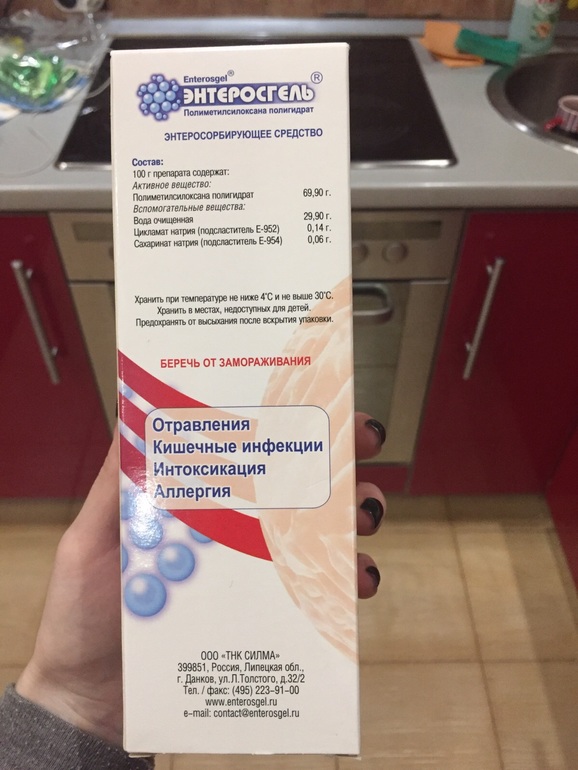 Enterosgel®
ЭНТЕРОСГЕЛЬ®
Полиметилсилоксана полигидрат
ЭНТЕРОСОРБИРУЮЩЕЕ СРЕДСТВО
Состав:
100 г препарата содержат:
Активное вещество:
Полиметилсилоксана полигидрат 69,90 г.
Вспомогательные вещества:
Вода очищенная 29,90 г.
Цикламат натрия (подсластитель Е-952) 0,14 г.
Сахаринат натрия (подсластитель Е-954) 0,06 г.
Хранить при температуре не ниже 4°С и не выше 30°С.
Хранить в местах, недоступных для детей.
Предохранять от высыхания после вскрытия упаковки.
БЕРЕЧЬ ОТ ЗАМОРАЖИВАНИЯ
Отравления
Кишечные инфекции
Интоксикация
Аллергия
ООО «ТНК СИЛМА»
399851, Россия, Липецкая обл.,
г. Данков, ул.Л.Толстого, д.32/2
Тел. / факс: (495) 223–91–00
www.enterosgel.ru
e–mail: contact@enterosgel.ru